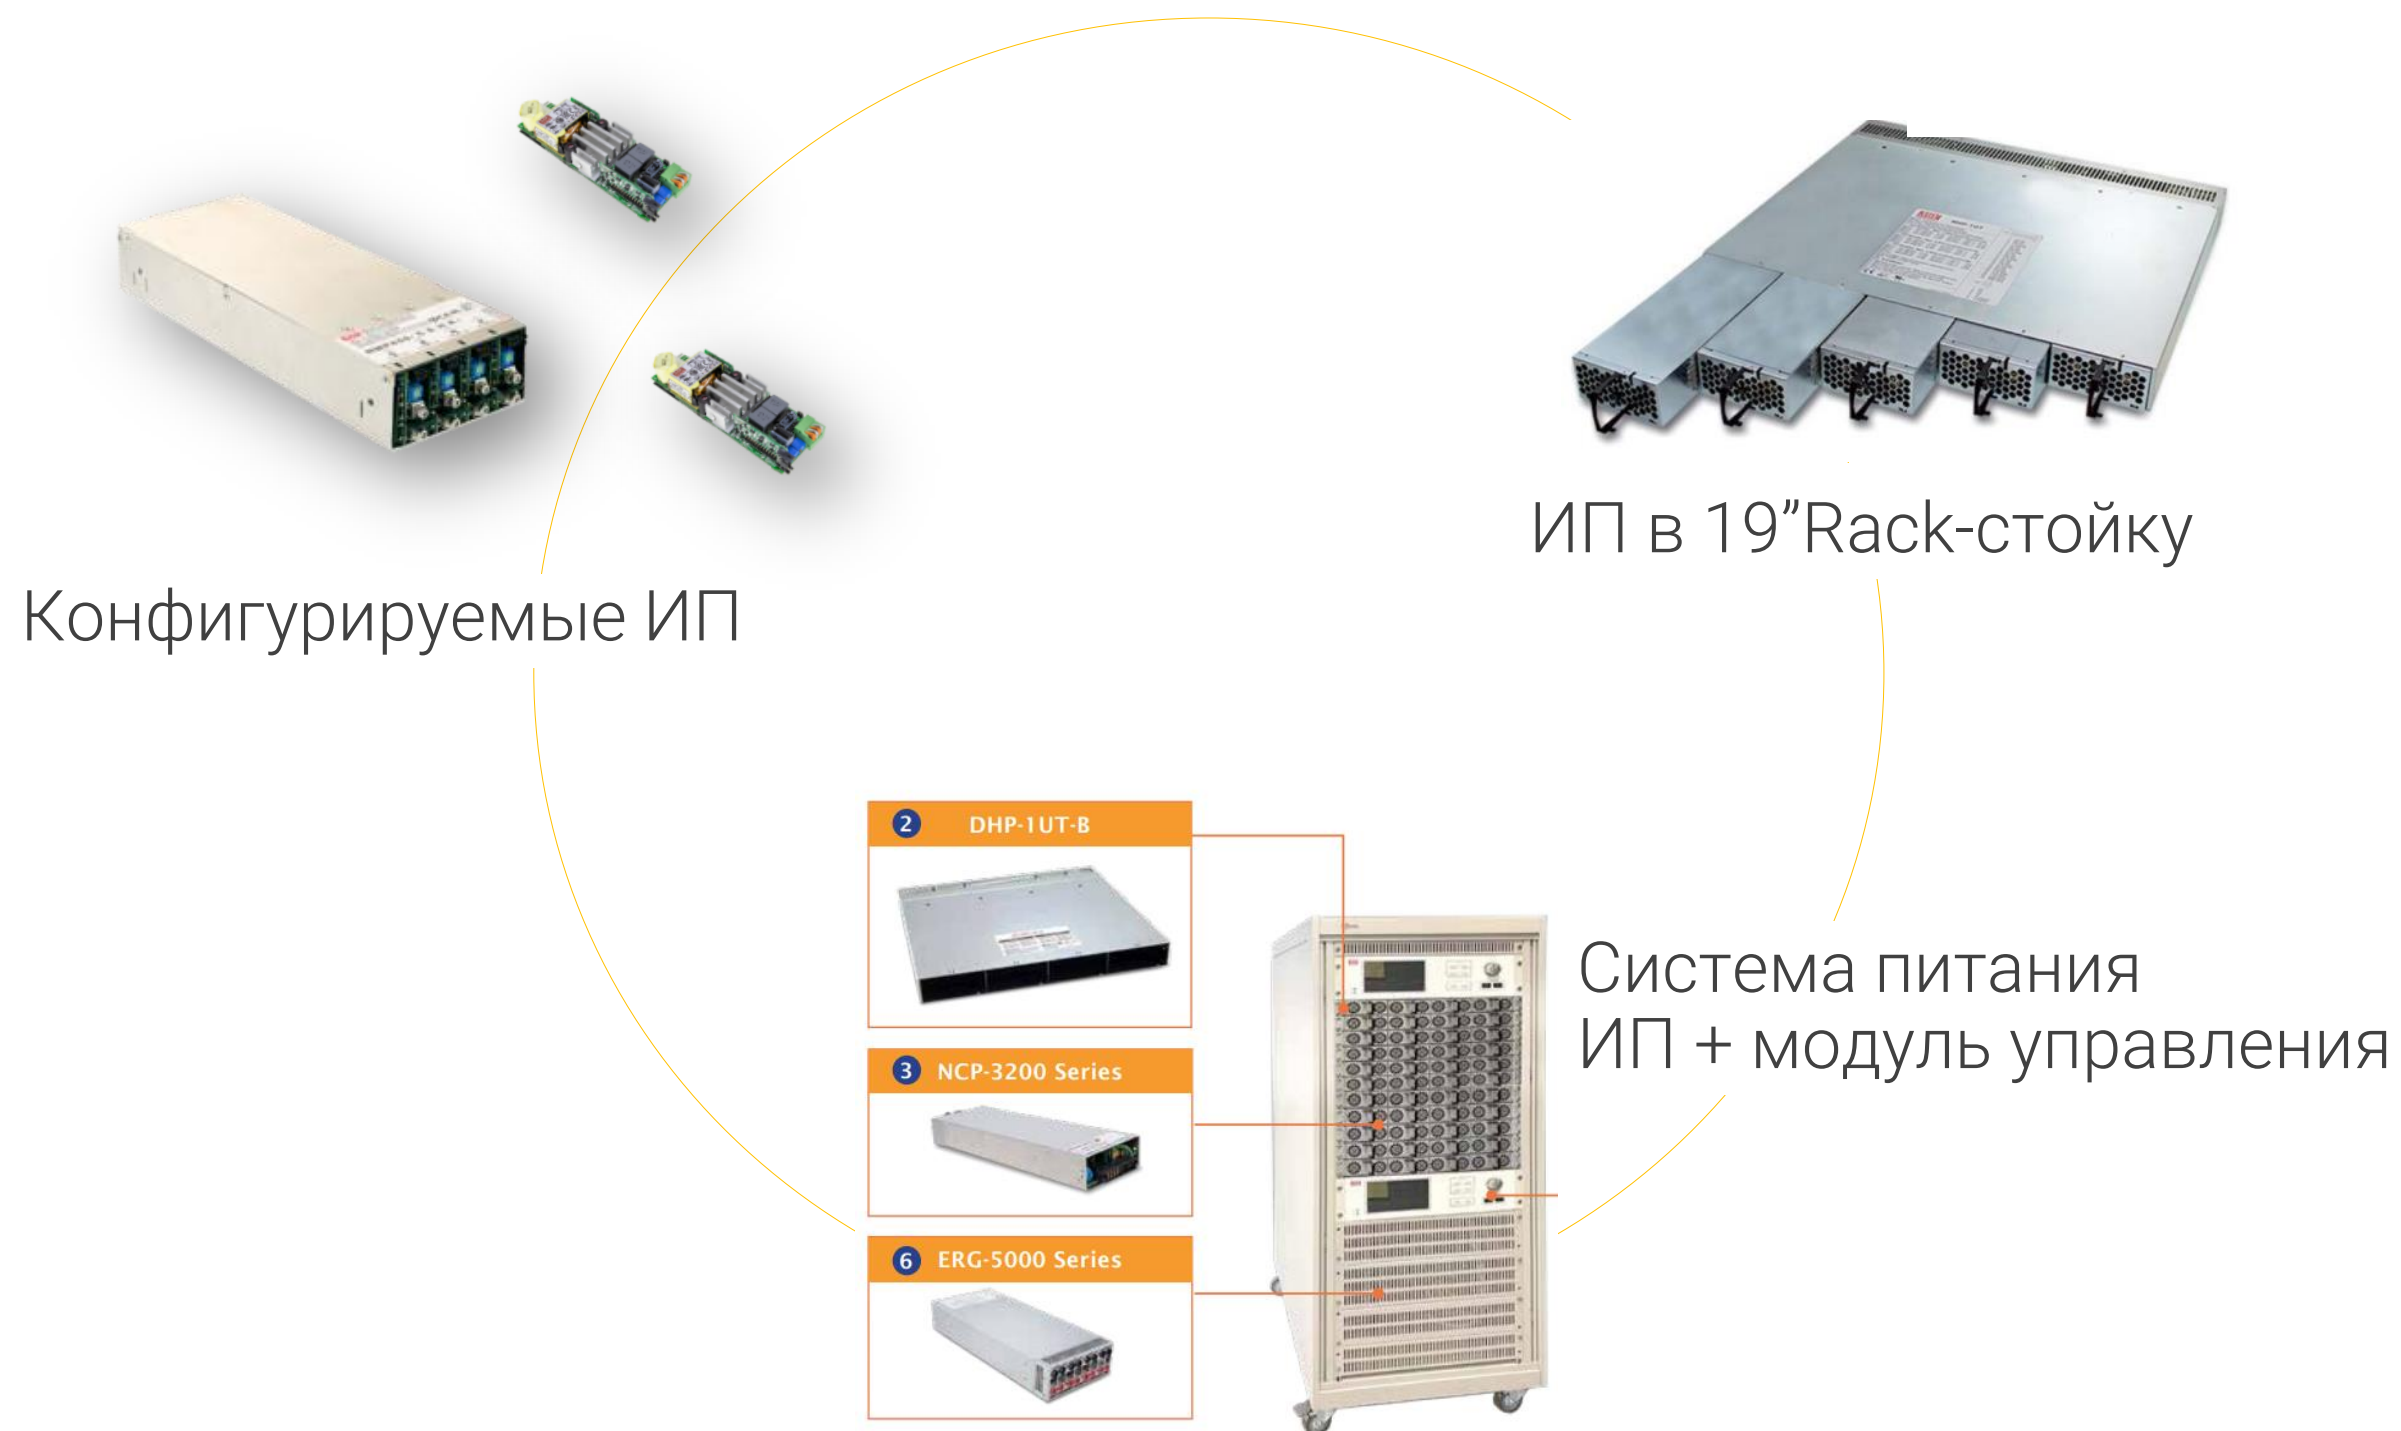 Конфигурируемые ИП
ИП в 19”Rack-стойку
2 DHP-1UT-B
3 NCP-3200 Series
6 ERG-5000 Series
Система питания
ИП + модуль управления